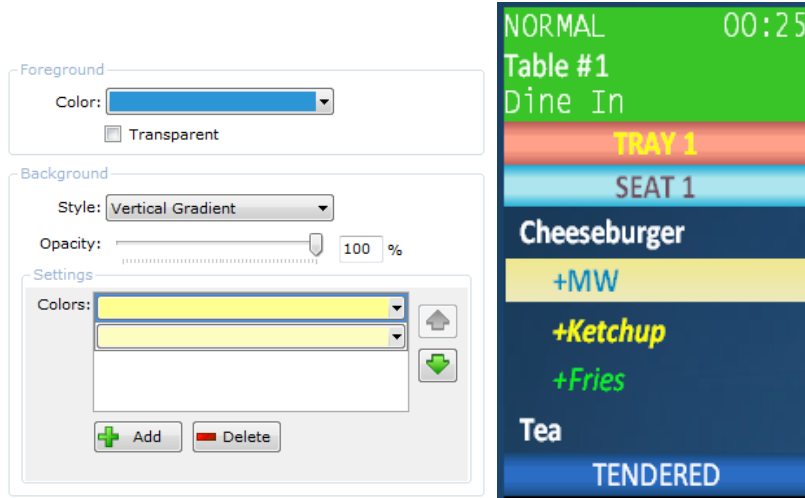 Foreground
Color:
Transparent
Background
Style: Vertical Gradient
Opacity: 100 %
Settings
Colors:
Add Delete
NORMAL 00:25
Table #1
Dine In
TRAY 1
SEAT 1
Cheeseburger
+MW
+Ketchup
+Fries
Tea
TENDERED